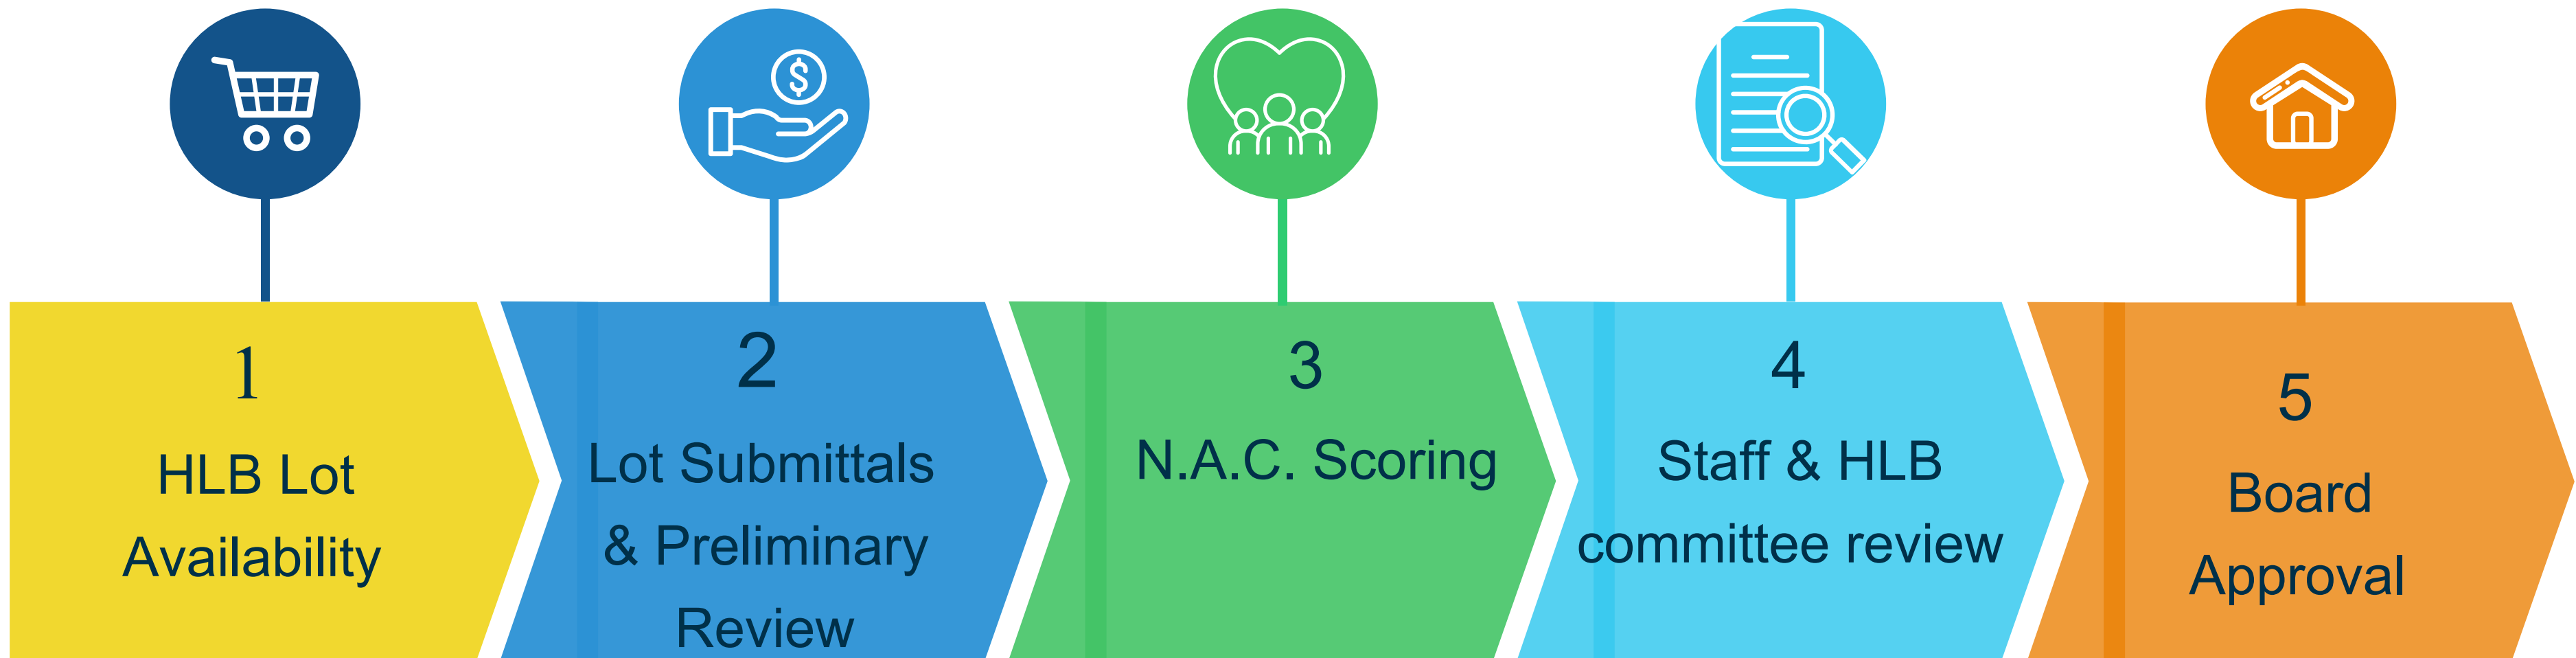 1
HLB Lot
Availability
2
Lot Submittals
& Preliminary
Review
3
N.A.C. Scoring
4
Staff & HLB
committee review
5
Board
Approval